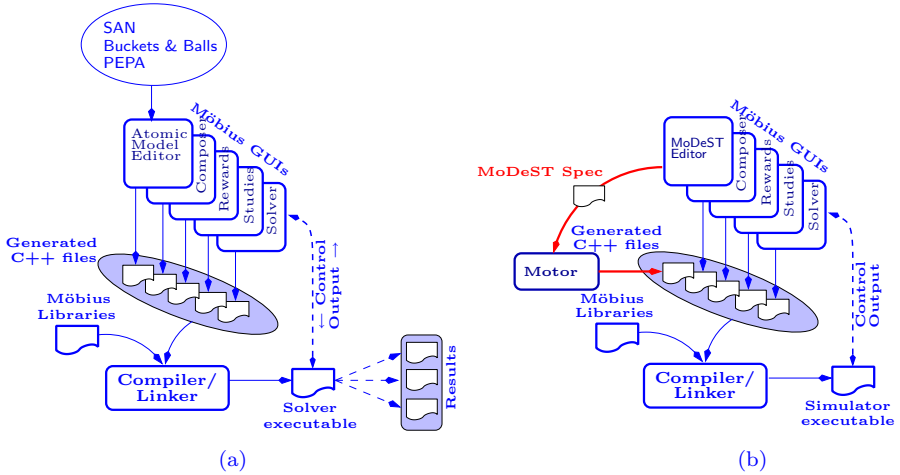 SAN
Buckets & Balls
PEPA
Atomic
Model
Editor
Composer
Rewards
Studies
Solver
Möbius GUIs
Generated
C++ files
Möbius
Libraries
← Control
Output →
Compiler/
Linker
Solver
executable
Results
(a)
MoDeST
Editor
Composer
Rewards
Studies
Solver
Möbius GUIs
MoDeST Spec
Generated
C++ files
Motor
Möbius
Libraries
Control
Output
Compiler/
Linker
Simulator
executable
(b)